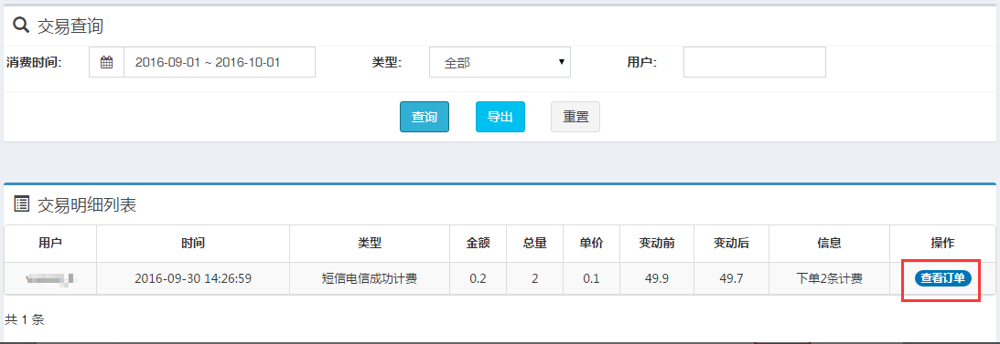 交易查询
消费时间: 2016-09-01 ~ 2016-10-01 类型: 全部 用户:
查询 导出 重置
交易明细列表
用户 时间 类型 金额 总量 单价 变动前 变动后 信息 操作
2016-09-30 14:26:59 短信电信成功计费 0.2 2 0.1 49.9 49.7 下单2条计费 查看订单
共 1 条